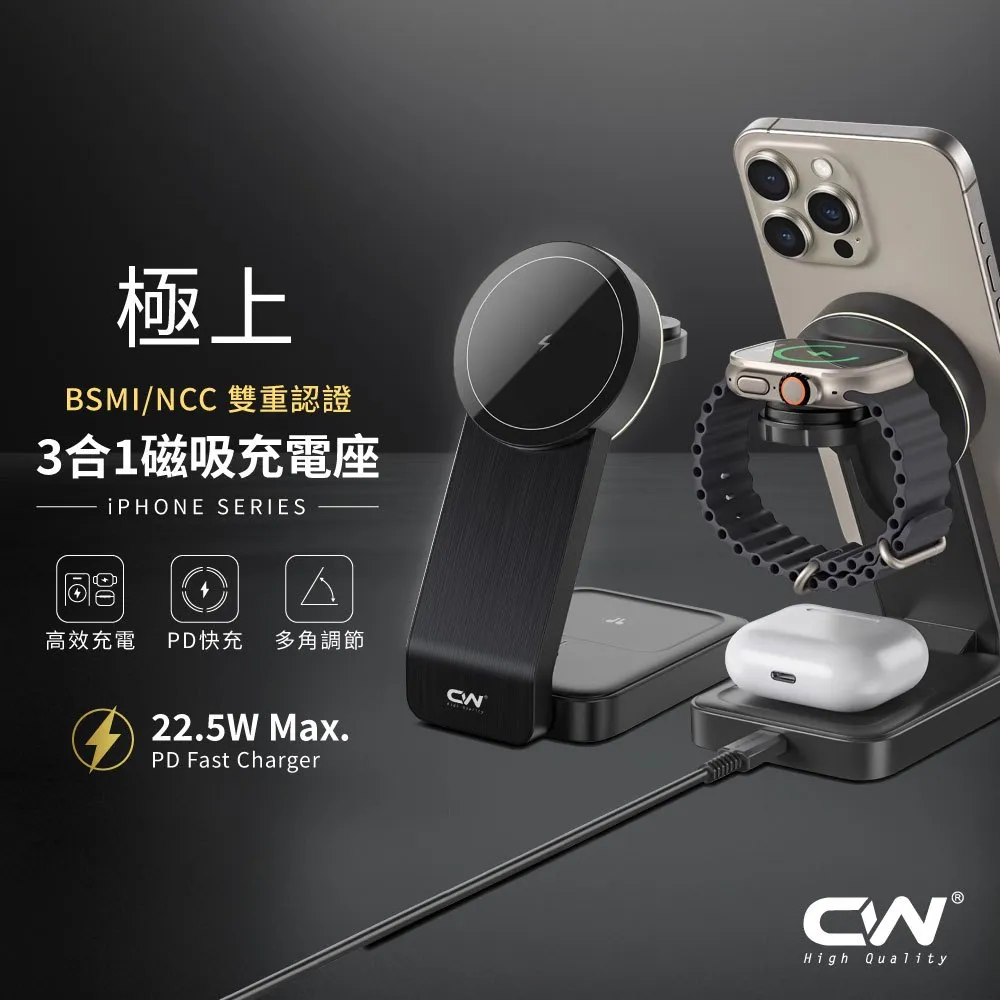 極上
BSMI/NCC 雙重認證
3合1磁吸充電座
iPHONE SERIES
高效充電 PD快充 多角調節
22.5W Max.
PD Fast Charger
CW®
High Quality
CW®
High Quality